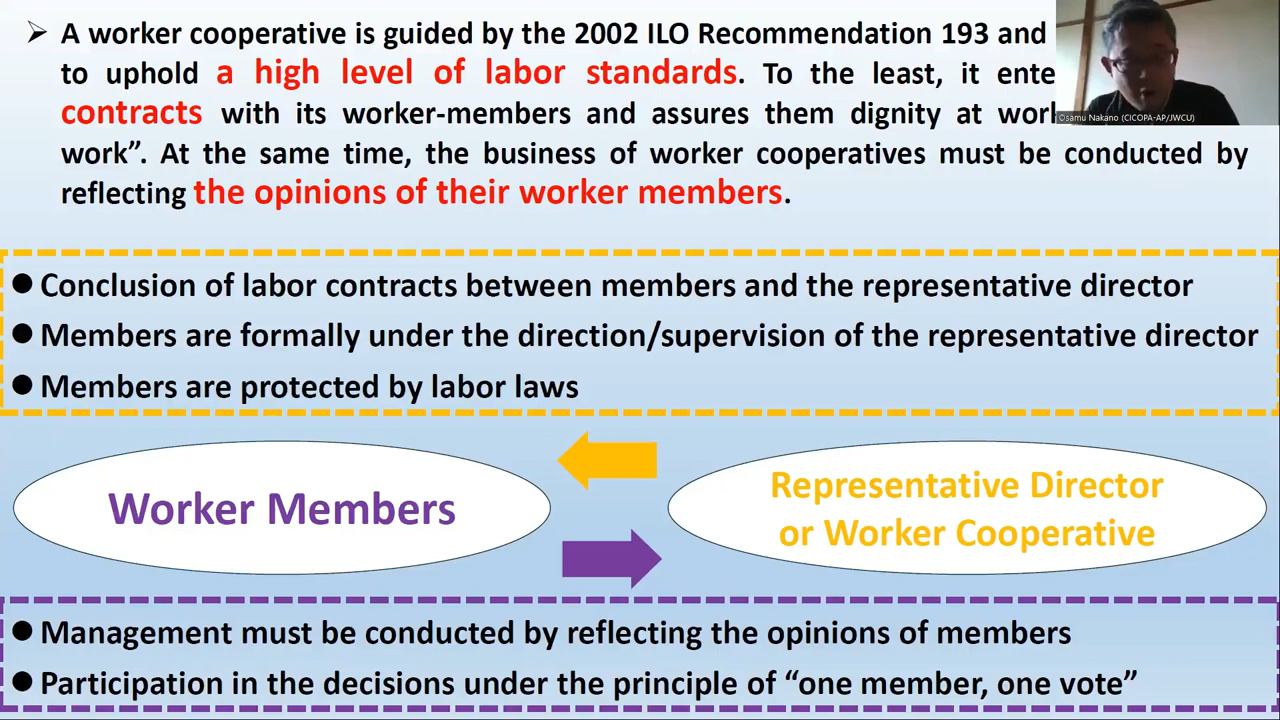 A worker cooperative is guided by the 2002 ILO Recommendation 193 and
to uphold a high level of labor standards. To the least, it ente
contracts with its worker-members and assures them dignity at wor
work”. At the same time, the business of worker cooperatives must be conducted by
reflecting the opinions of their worker members.
Osamu Nakano (CICOPA-AP/JWCU)
Conclusion of labor contracts between members and the representative director
Members are formally under the direction/supervision of the representative director
Members are protected by labor laws
Worker Members
Representative Director
or Worker Cooperative
Management must be conducted by reflecting the opinions of members
Participation in the decisions under the principle of “one member, one vote”